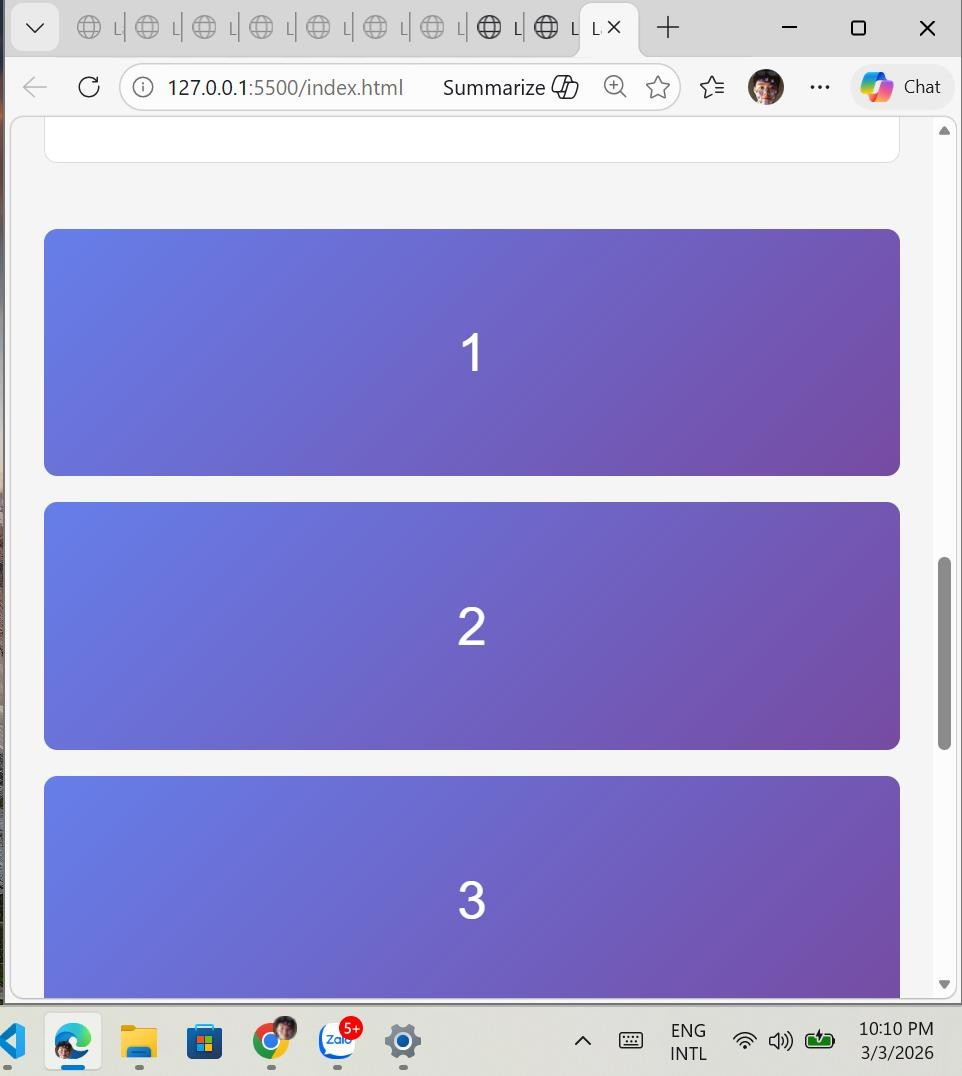 L L L L L L L L L L
127.0.0.1:5500/index.html Summarize Chat
1
2
3
Zalo 5+ ENG 10:10 PM
INTL 3/3/2026